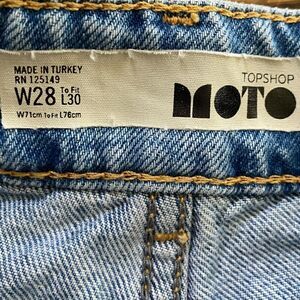 MADE IN TURKEY
RN 125149
W28 To Fit L30
W71cm To Fit L76cm
TOPSHOP
MOTO